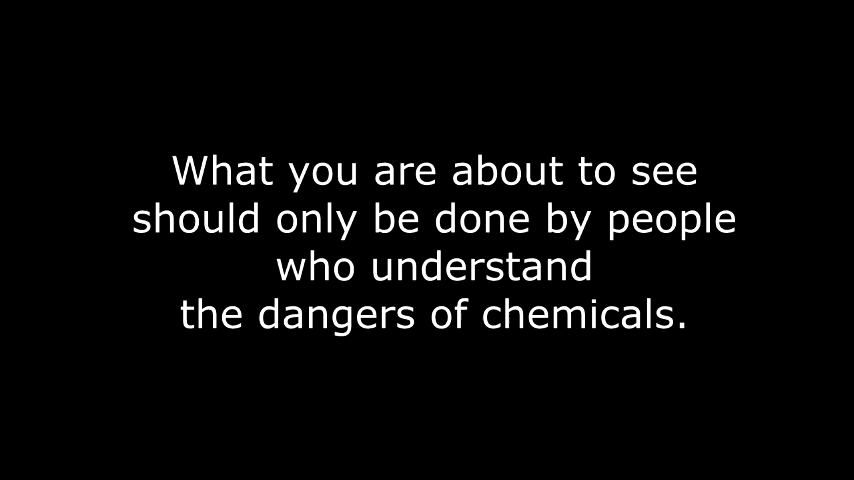 What you are about to see
should only be done by people
who understand
the dangers of chemicals.